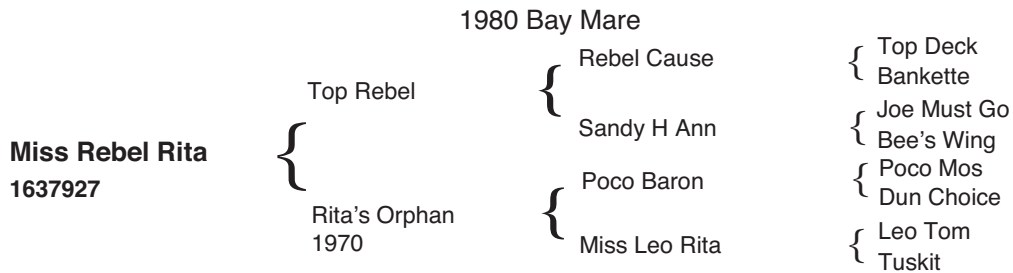 1980 Bay Mare
Rebel Cause
Top Deck
Bankette
Top Rebel
Sandy H Ann
Joe Must Go
Bee's Wing
Miss Rebel Rita
1637927
Poco Baron
Poco Mos
Dun Choice
Rita’s Orphan
1970
Miss Leo Rita
Leo Tom
Tuskit